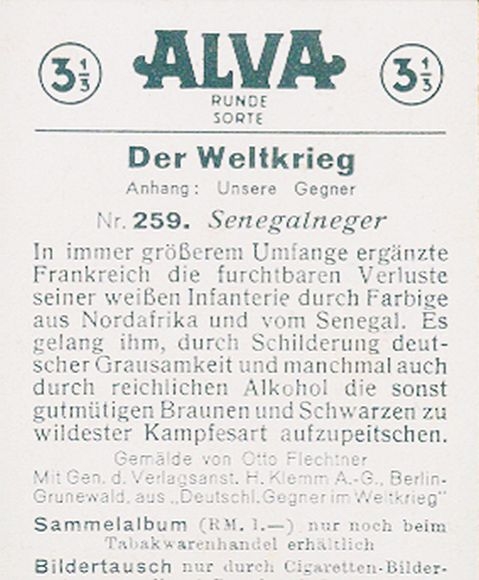 3⅓ ALVA 3⅓
RUNDE
SORTE
Der Weltkrieg
Anhang: Unsere Gegner
Nr. 259. Senegalneger
In immer größerem Umfange ergänzte
Frankreich die furchtbaren Verluste
seiner weißen Infanterie durch Farbige
aus Nordafrika und vom Senegal. Es
gelang ihm, durch Schilderung deut-
scher Grausamkeit und manchmal auch
durch reichlichen Alkohol die sonst
gutmütigen Braunen und Schwarzen zu
wildester Kampfesart aufzupeitschen.
Gemälde von Otto Flechtner
Mit Gen. d. Verlagsanst. H. Klemm A.-G., Berlin-
Grunewald, aus „Deutschl. Gegner im Weltkrieg"
Sammelalbum (RM. 1.—) nur noch beim
Tabakwarenhandel erhältlich
Bildertausch nur durch Cigaretten-Bilder-